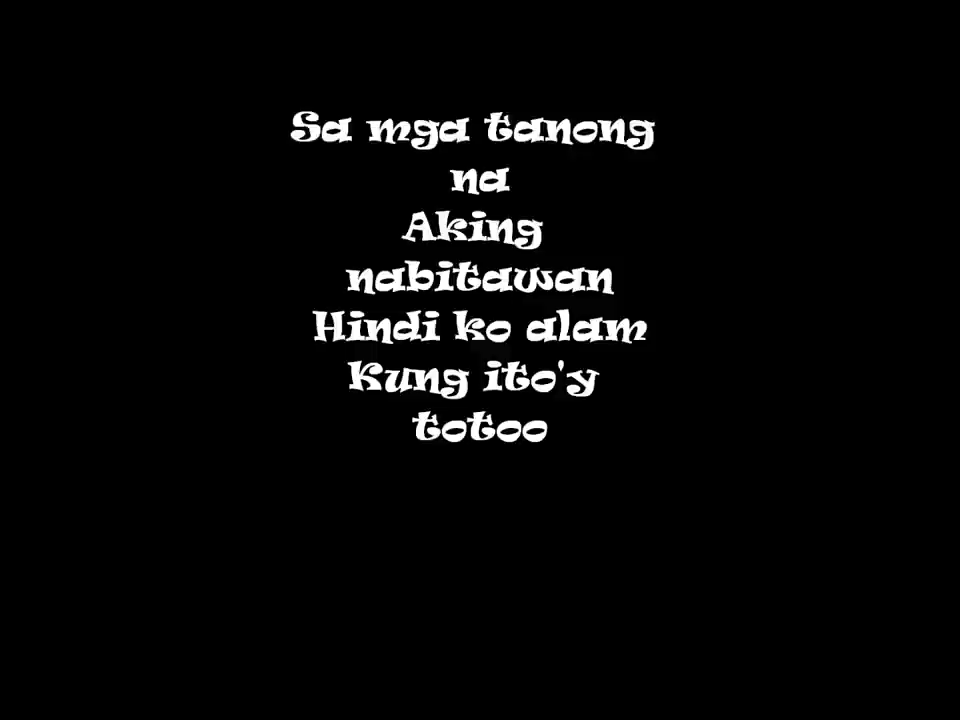 Sa mga tanong
na
Aking
nabitawan
Hindi ko alam
Kung ito'y
totoo